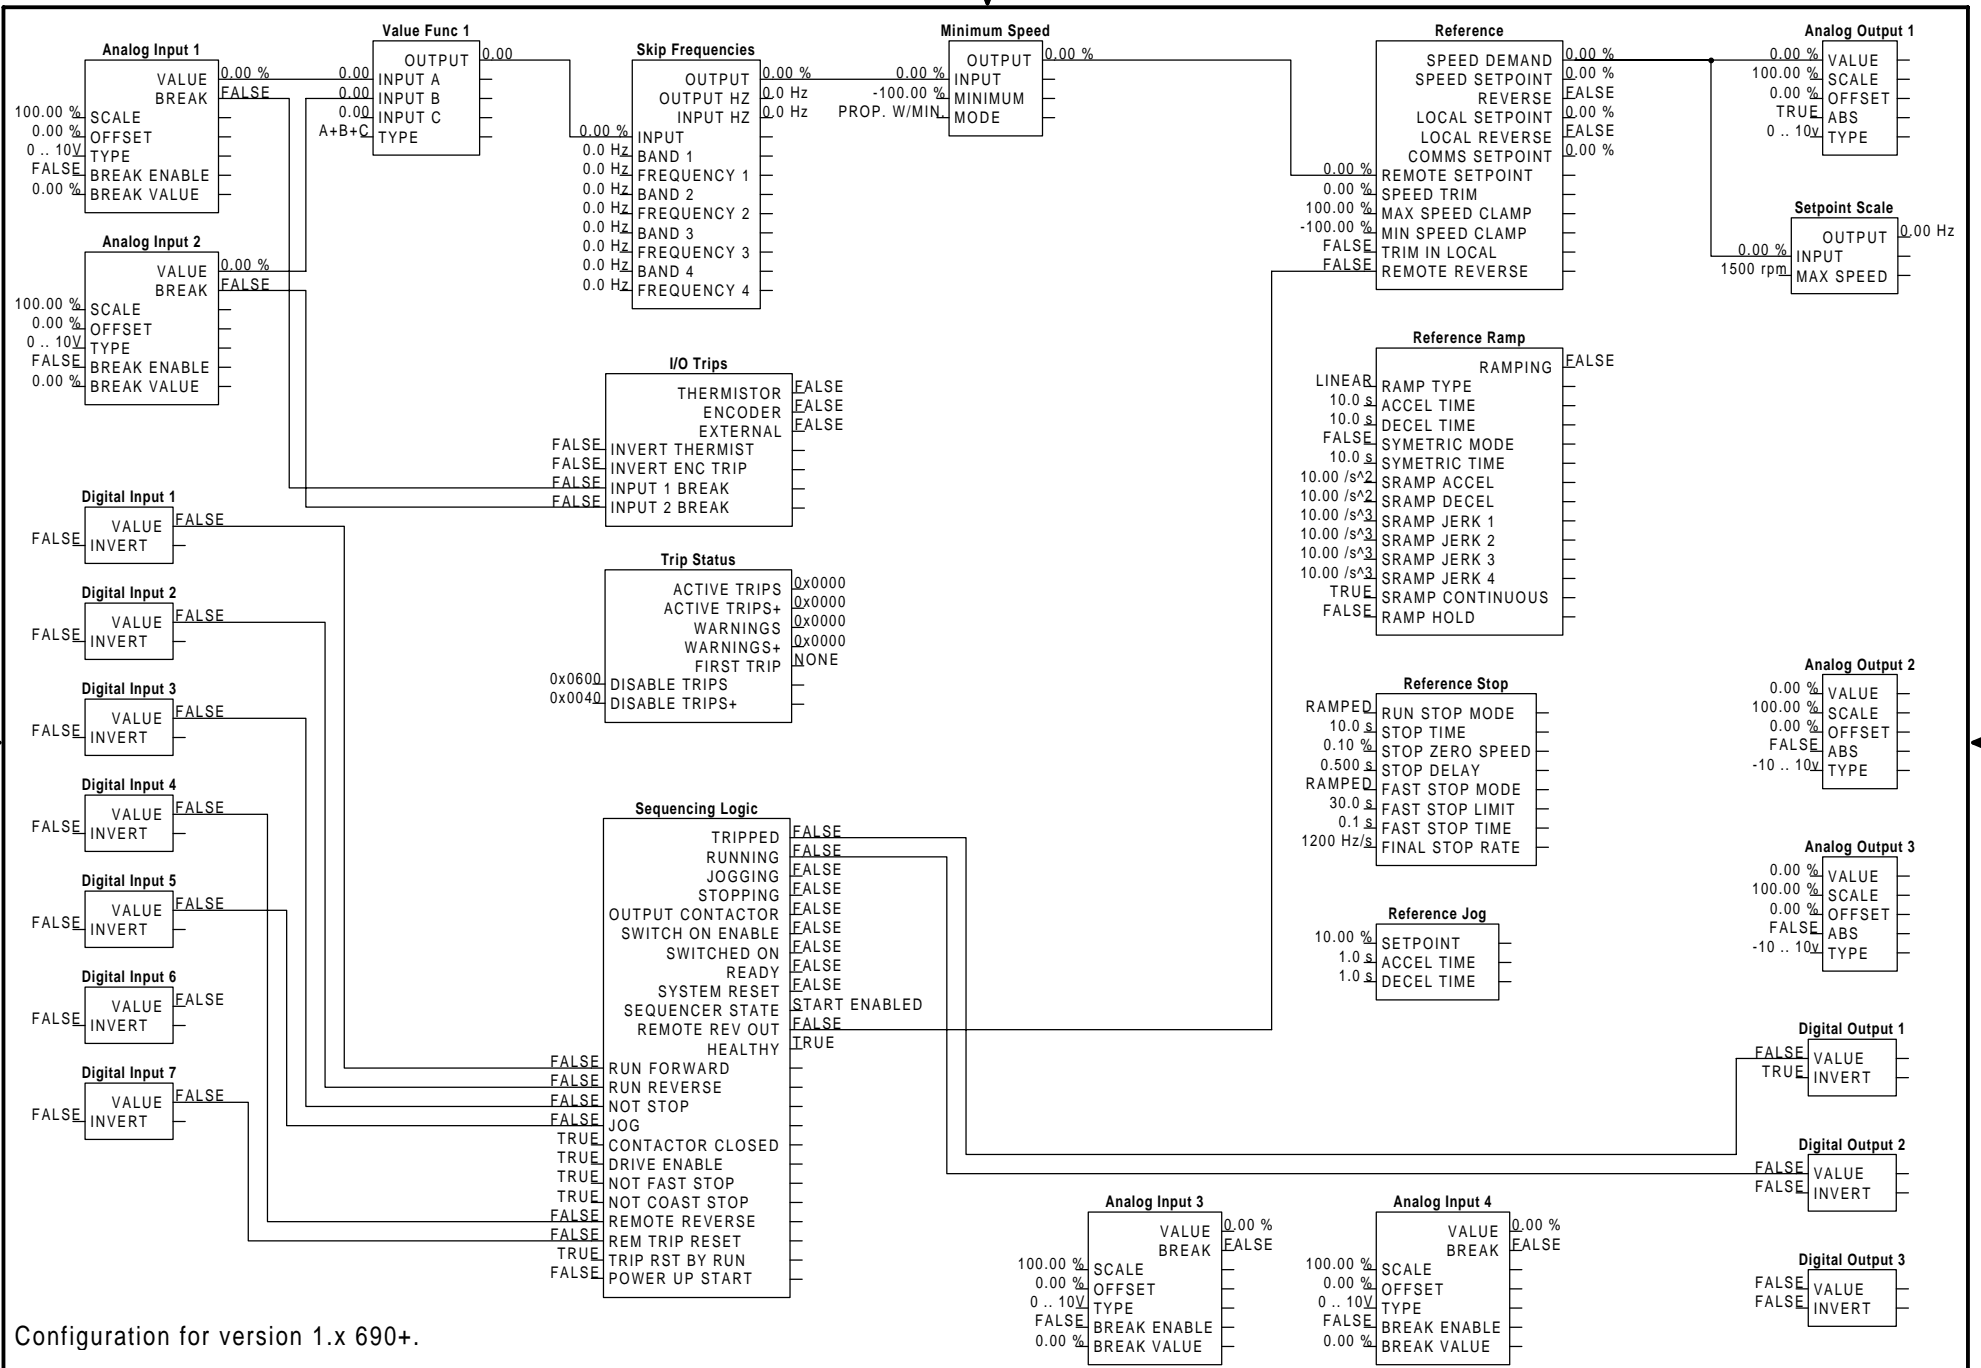 Analog Input 1
VALUE 0.00 %
BREAK FALSE
100.00 % SCALE
0.00 % OFFSET
0 .. 10V TYPE
FALSE BREAK ENABLE
0.00 % BREAK VALUE
Analog Input 2
VALUE 0.00 %
BREAK FALSE
100.00 % SCALE
0.00 % OFFSET
0 .. 10V TYPE
FALSE BREAK ENABLE
0.00 % BREAK VALUE
Digital Input 1
VALUE FALSE
FALSE INVERT
Digital Input 2
VALUE FALSE
FALSE INVERT
Digital Input 3
VALUE FALSE
FALSE INVERT
Digital Input 4
VALUE FALSE
FALSE INVERT
Digital Input 5
VALUE FALSE
FALSE INVERT
Digital Input 6
VALUE FALSE
FALSE INVERT
Digital Input 7
VALUE FALSE
FALSE INVERT
Value Func 1
OUTPUT 0.00
0.00 INPUT A
0.00 INPUT B
0.00 INPUT C
A+B+C TYPE
Skip Frequencies
OUTPUT 0.00 %
OUTPUT HZ 0.0 Hz
INPUT HZ 0.0 Hz
0.00 % INPUT
0.0 Hz BAND 1
0.0 Hz FREQUENCY 1
0.0 Hz BAND 2
0.0 Hz FREQUENCY 2
0.0 Hz BAND 3
0.0 Hz FREQUENCY 3
0.0 Hz BAND 4
0.0 Hz FREQUENCY 4
I/O Trips
THERMISTOR FALSE
ENCODER FALSE
EXTERNAL FALSE
FALSE INVERT THERMIST
FALSE INVERT ENC TRIP
FALSE INPUT 1 BREAK
FALSE INPUT 2 BREAK
Trip Status
ACTIVE TRIPS 0x0000
ACTIVE TRIPS+ 0x0000
WARNINGS 0x0000
WARNINGS+ 0x0000
FIRST TRIP NONE
0x0600 DISABLE TRIPS
0x0040 DISABLE TRIPS+
Sequencing Logic
TRIPPED FALSE
RUNNING FALSE
JOGGING FALSE
STOPPING FALSE
OUTPUT CONTACTOR FALSE
SWITCH ON ENABLE FALSE
SWITCHED ON FALSE
READY FALSE
SYSTEM RESET FALSE
SEQUENCER STATE START ENABLED
REMOTE REV OUT FALSE
HEALTHY TRUE
FALSE RUN FORWARD
FALSE RUN REVERSE
FALSE NOT STOP
FALSE JOG
TRUE CONTACTOR CLOSED
TRUE DRIVE ENABLE
TRUE NOT FAST STOP
TRUE NOT COAST STOP
FALSE REMOTE REVERSE
FALSE REM TRIP RESET
TRUE TRIP RST BY RUN
FALSE POWER UP START
Minimum Speed
OUTPUT 0.00 %
0.00 % INPUT
-100.00 % MINIMUM
PROP. W/MIN. MODE
Reference
SPEED DEMAND 0.00 %
SPEED SETPOINT 0.00 %
REVERSE FALSE
LOCAL SETPOINT 0.00 %
LOCAL REVERSE FALSE
COMMS SETPOINT 0.00 %
0.00 % REMOTE SETPOINT
0.00 % SPEED TRIM
100.00 % MAX SPEED CLAMP
-100.00 % MIN SPEED CLAMP
FALSE TRIM IN LOCAL
FALSE REMOTE REVERSE
Reference Ramp
RAMPING FALSE
LINEAR RAMP TYPE
10.0 s ACCEL TIME
10.0 s DECEL TIME
FALSE SYMETRIC MODE
10.0 s SYMETRIC TIME
10.00 /s^2 SRAMP ACCEL
10.00 /s^2 SRAMP DECEL
10.00 /s^3 SRAMP JERK 1
10.00 /s^3 SRAMP JERK 2
10.00 /s^3 SRAMP JERK 3
10.00 /s^3 SRAMP JERK 4
TRUE SRAMP CONTINUOUS
FALSE RAMP HOLD
Reference Stop
RAMPED RUN STOP MODE
10.0 s STOP TIME
0.10 % STOP ZERO SPEED
0.500 s STOP DELAY
RAMPED FAST STOP MODE
30.0 s FAST STOP LIMIT
0.1 s FAST STOP TIME
1200 Hz/s FINAL STOP RATE
Reference Jog
10.00 % SETPOINT
1.0 s ACCEL TIME
1.0 s DECEL TIME
Analog Input 3
VALUE 0.00 %
BREAK FALSE
100.00 % SCALE
0.00 % OFFSET
0 .. 10V TYPE
FALSE BREAK ENABLE
0.00 % BREAK VALUE
Analog Input 4
VALUE 0.00 %
BREAK FALSE
100.00 % SCALE
0.00 % OFFSET
0 .. 10V TYPE
FALSE BREAK ENABLE
0.00 % BREAK VALUE
Analog Output 1
0.00 % VALUE
100.00 % SCALE
0.00 % OFFSET
TRUE ABS
0 .. 10v TYPE
Setpoint Scale
OUTPUT 0.00 Hz
0.00 % INPUT
1500 rpm MAX SPEED
Analog Output 2
0.00 % VALUE
100.00 % SCALE
0.00 % OFFSET
FALSE ABS
-10 .. 10v TYPE
Analog Output 3
0.00 % VALUE
100.00 % SCALE
0.00 % OFFSET
FALSE ABS
-10 .. 10v TYPE
Digital Output 1
FALSE VALUE
TRUE INVERT
Digital Output 2
FALSE VALUE
FALSE INVERT
Digital Output 3
FALSE VALUE
FALSE INVERT
Configuration for version 1.x 690+.